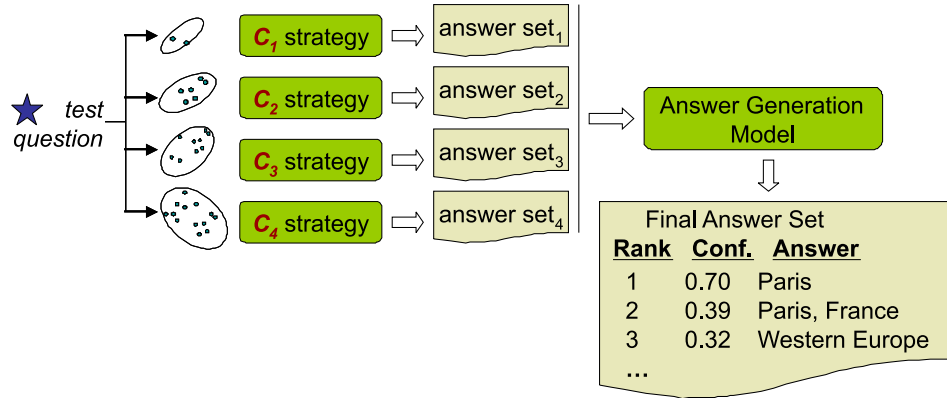 test
question
C1 strategy
answer set1
C2 strategy
answer set2
C3 strategy
answer set3
C4 strategy
answer set4
Answer Generation
Model
Final Answer Set
Rank Conf. Answer
1 0.70 Paris
2 0.39 Paris, France
3 0.32 Western Europe
...